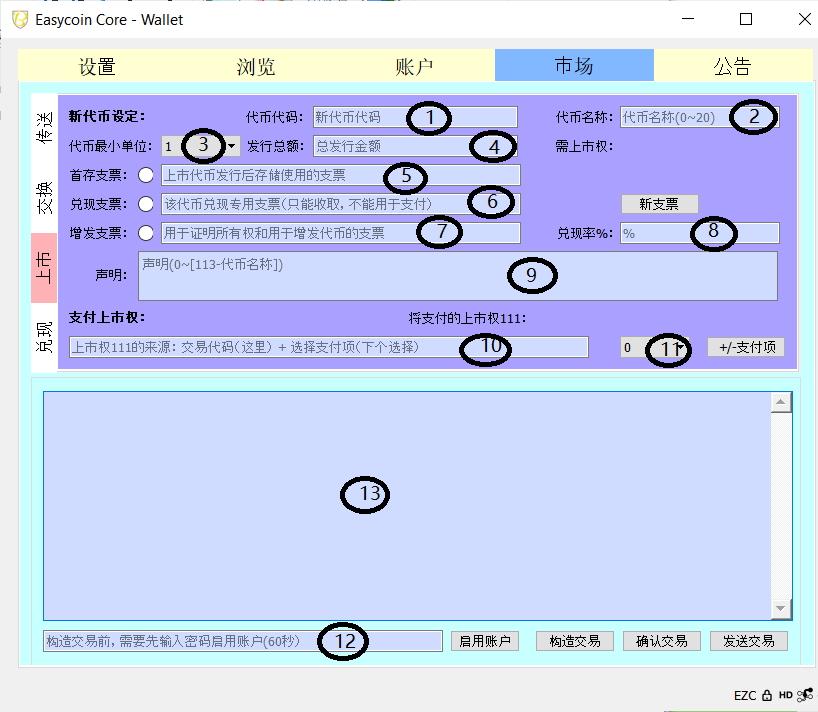 Easycoin Core - Wallet
设置 浏览 账户 市场 公告
传送
交换
上市
兑现
新代币设定: 代币代码: 新代币代码 1 代币名称: 代币名称(0~20) 2
代币最小单位: 1 3 发行总额: 总发行金额 4 需上市权:
首存支票: 上市代币发行后存储使用的支票 5
兑现支票: 该代币兑现专用支票(只能收取, 不能用于支付) 6 新支票
增发支票: 用于证明所有权和用于增发代币的支票 7 兑现率%: % 8
声明: 声明(0~[113-代币名称]) 9
支付上市权: 将支付的上市权111:
上市权111的来源: 交易代码(这里) + 选择支付项(下个选择) 10 0 11 +/-支付项
13
构造交易前, 需要先输入密码启用账户(60秒) 12 启用账户 构造交易 确认交易 发送交易
EZC HD